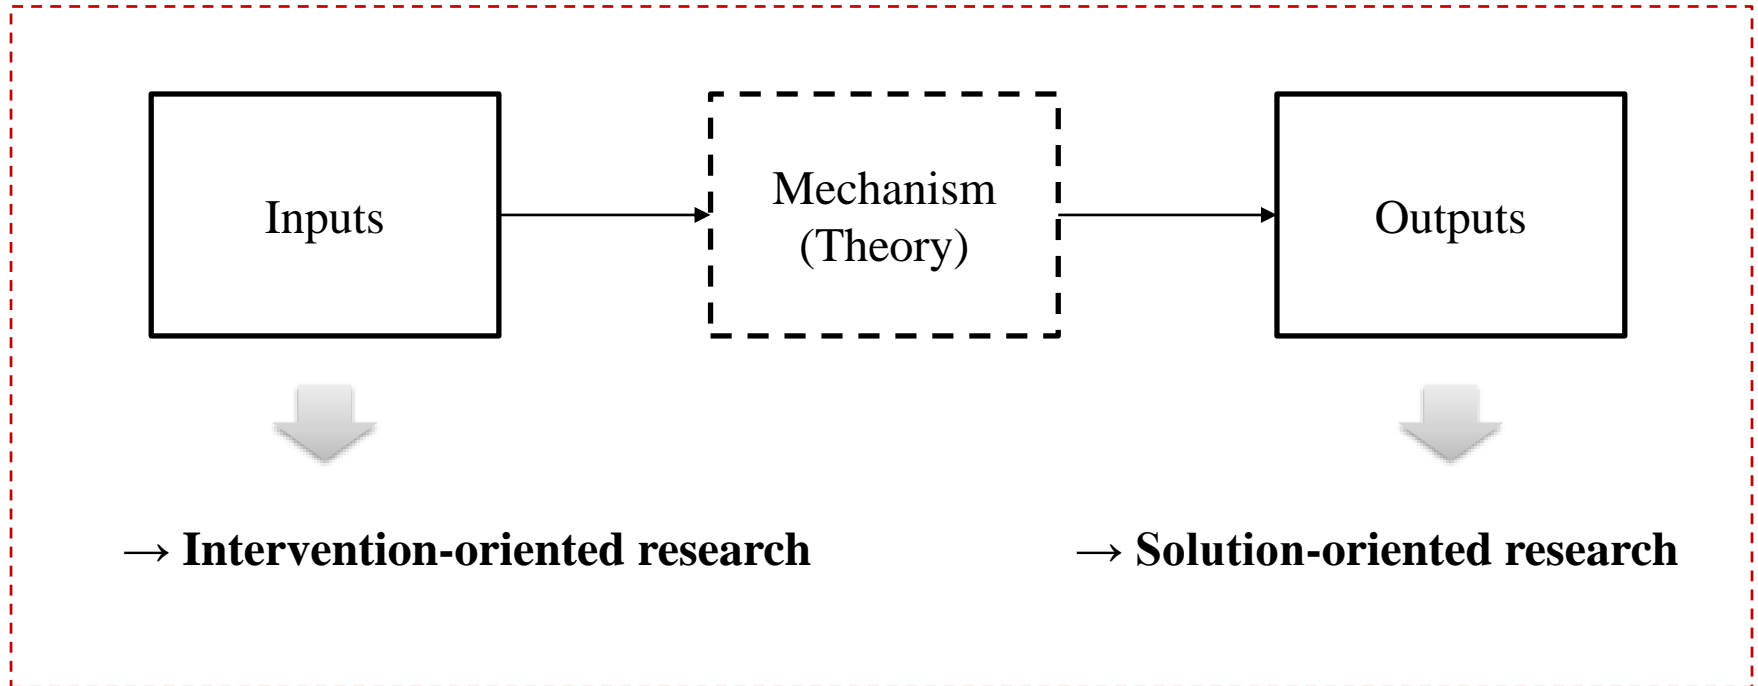 Inputs
Mechanism
(Theory)
Outputs
→ Intervention-oriented research
→ Solution-oriented research